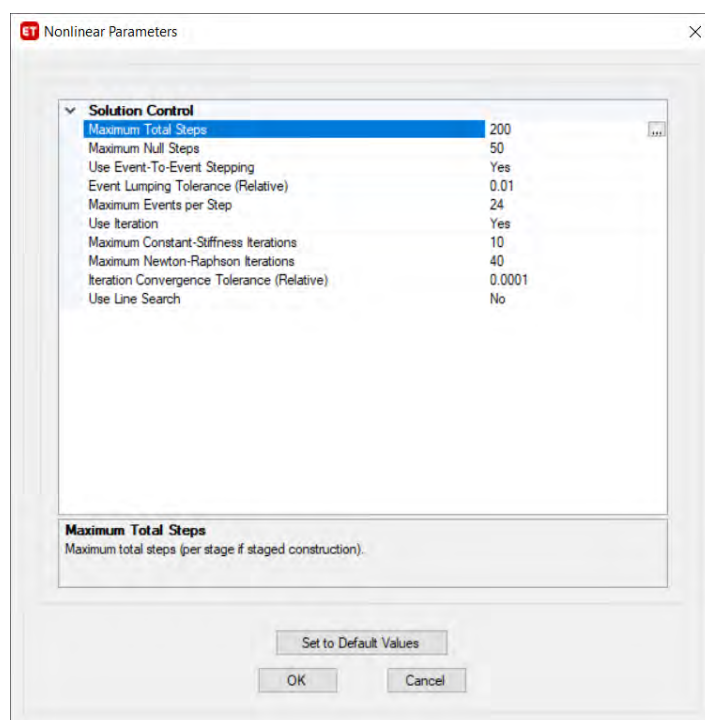 ET Nonlinear Parameters
Solution Control
Maximum Total Steps 200 ...
Maximum Null Steps 50
Use Event-To-Event Stepping Yes
Event Lumping Tolerance (Relative) 0.01
Maximum Events per Step 24
Use Iteration Yes
Maximum Constant-Stiffness Iterations 10
Maximum Newton-Raphson Iterations 40
Iteration Convergence Tolerance (Relative) 0.0001
Use Line Search No
Maximum Total Steps
Maximum total steps (per stage if staged construction).
Set to Default Values
OK Cancel